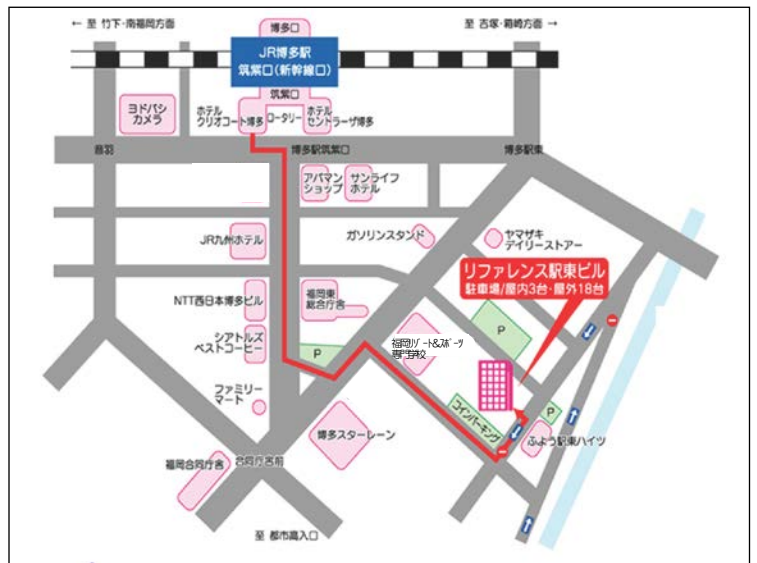 ← 至 竹下・南福岡方面
博多口
至 吉塚・箱崎方面 →
JR博多駅
筑紫口(新幹線口)
筑紫口
ヨドバシ
カメラ
ホテル
クリオコート博多
ロータリー
ホテル
セントラーザ博多
音羽
博多駅筑紫口
博多駅東
アパマン
ショップ
サンライフ
ホテル
JR九州ホテル
ガソリンスタンド
ヤマザキ
デイリーストアー
リファレンス駅東ビル
駐車場/屋内3台・屋外18台
NTT西日本博多ビル
福岡東
総合庁舎
P
シアトルズ
ベストコーヒー
P
福岡リゾート&スポーツ
専門学校
ファミリー
マート
コインパーキング
P
博多スターレーン
ふよう駅東ハイツ
福岡合同庁舎
合同庁舎前
至 都市高入口